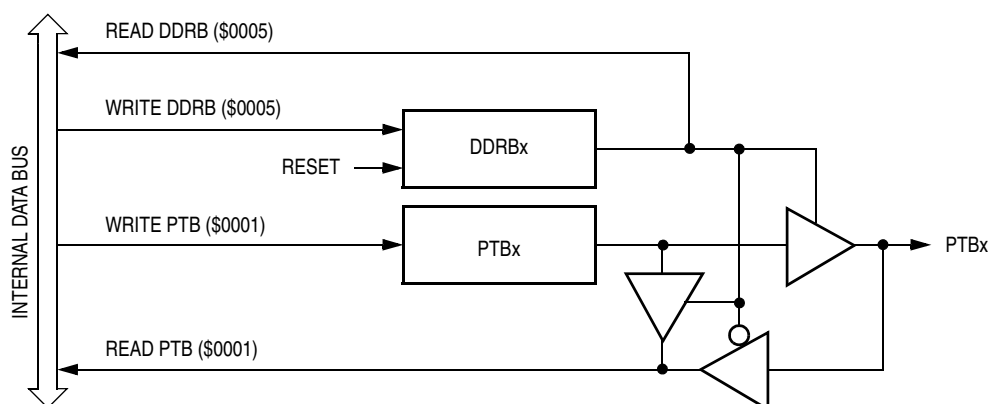 READ DDRB ($0005)
WRITE DDRB ($0005)
DDRBx
RESET
INTERNAL DATA BUS
WRITE PTB ($0001)
PTBx
PTBx
READ PTB ($0001)